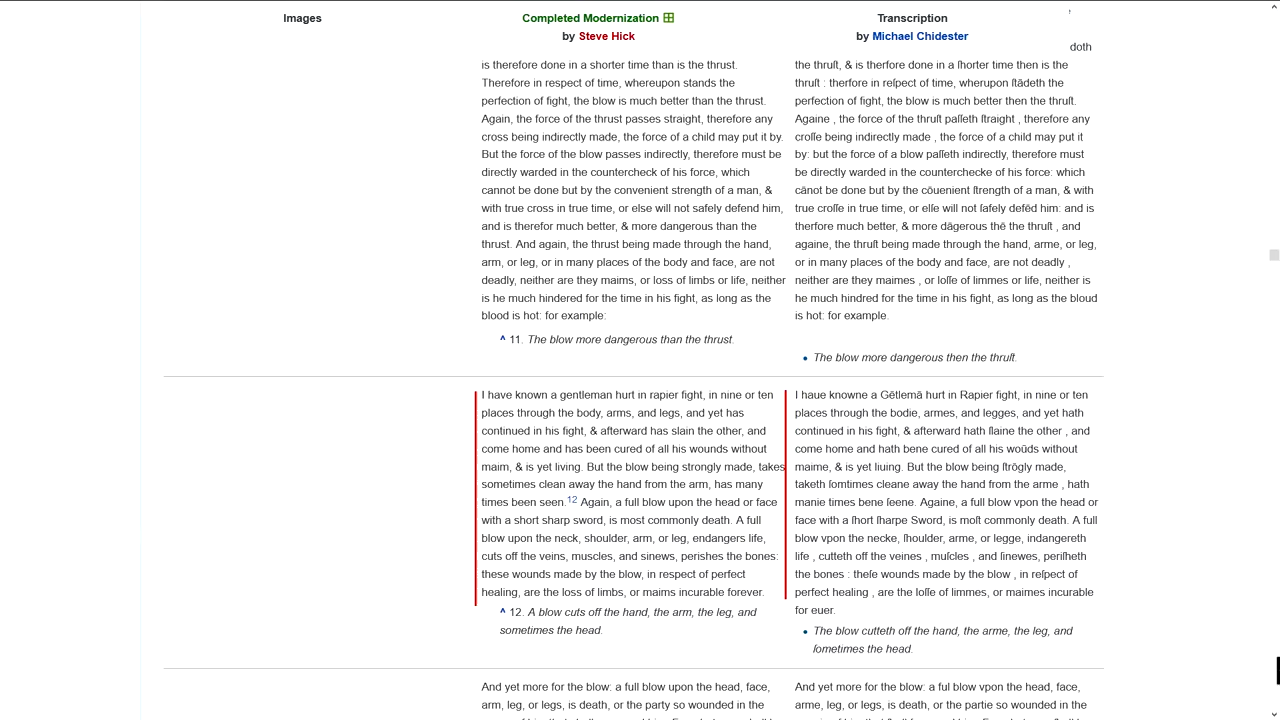 Images
Completed Modernization
by Steve Hick
Transcription
by Michael Chidester
doth
is therefore done in a shorter time than is the thrust.
Therefore in respect of time, whereupon stands the
perfection of fight, the blow is much better than the thrust.
Again, the force of the thrust passes straight, therefore any
cross being indirectly made, the force of a child may put it by.
But the force of the blow passes indirectly, therefore must be
directly warded in the countercheck of his force, which
cannot be done but by the convenient strength of a man, &
with true cross in true time, or else will not safely defend him,
and is therefor much better, & more dangerous than the
thrust. And again, the thrust being made through the hand,
arm, or leg, or in many places of the body and face, are not
deadly, neither are they maims, or loss of limbs or life, neither
is he much hindered for the time in his fight, as long as the
blood is hot: for example:
^ 11. The blow more dangerous than the thrust.
the thruſt, & is therfore done in a ſhorter time then is the
thruſt : therfore in reſpect of time, wherupon ſtādeth the
perfection of fight, the blow is much better then the thruſt.
Againe , the force of the thruſt paſſeth ſtraight , therefore any
croſſe being indirectly made , the force of a child may put it
by: but the force of a blow paſſeth indirectly, therefore must
be directly warded in the counterchecke of his force: which
cānot be done but by the cōuenient ſtrength of a man, & with
true croſſe in true time, or elſe will not ſafely defēd him: and is
therfore much better, & more dāgerous thē the thruſt , and
againe, the thruſt being made through the hand, arme, or leg,
or in many places of the body and face, are not deadly ,
neither are they maimes , or loſſe of limmes or life, neither is
he much hindred for the time in his fight, as long as the bloud
is hot: for example.
• The blow more dangerous then the thruſt.
I have known a gentleman hurt in rapier fight, in nine or ten
places through the body, arms, and legs, and yet has
continued in his fight, & afterward has slain the other, and
come home and has been cured of all his wounds without
maim, & is yet living. But the blow being strongly made, takes
sometimes clean away the hand from the arm, has many
times been seen.12 Again, a full blow upon the head or face
with a short sharp sword, is most commonly death. A full
blow upon the neck, shoulder, arm, or leg, endangers life,
cuts off the veins, muscles, and sinews, perishes the bones:
these wounds made by the blow, in respect of perfect
healing, are the loss of limbs, or maims incurable forever.
^ 12. A blow cuts off the hand, the arm, the leg, and
sometimes the head.
I haue knowne a Gētlemā hurt in Rapier fight, in nine or ten
places through the bodie, armes, and legges, and yet hath
continued in his fight, & afterward hath ſlaine the other , and
come home and hath bene cured of all his woūds without
maime, & is yet liuing. But the blow being ſtrōgly made,
taketh ſomtimes cleane away the hand from the arme , hath
manie times bene ſeene. Againe, a full blow vpon the head or
face with a ſhort ſharpe Sword, is moſt commonly death. A full
blow vpon the necke, ſhoulder, arme, or legge, indangereth
life , cutteth off the veines , muſcles , and ſinewes, periſheth
the bones : theſe wounds made by the blow , in reſpect of
perfect healing , are the loſſe of limmes, or maimes incurable
for euer.
• The blow cutteth off the hand, the arme, the leg, and
ſometimes the head.
And yet more for the blow: a full blow upon the head, face,
arm, leg, or legs, is death, or the party so wounded in the
And yet more for the blow: a ful blow vpon the head, face,
arme, leg, or legs, is death, or the partie so wounded in the